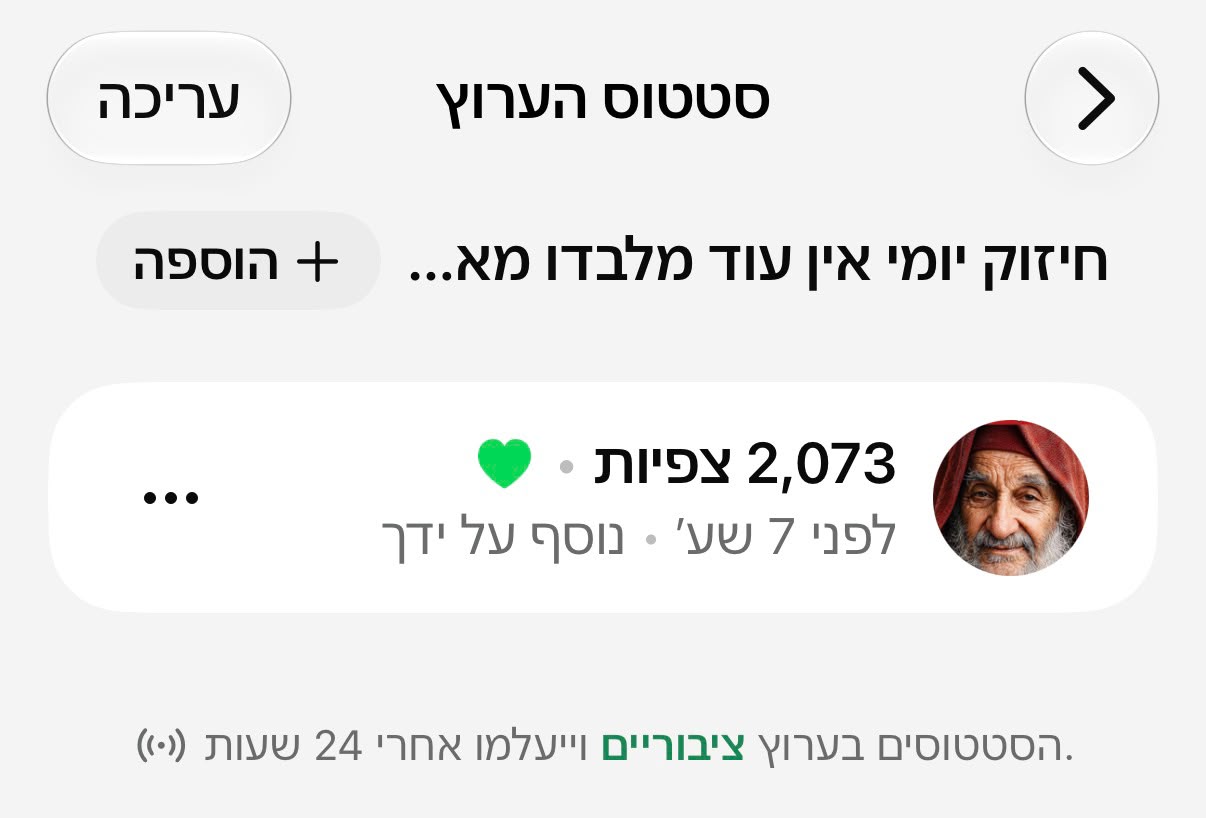 סטטוס הערוץ
עריכה
חיזוק יומי אין עוד מלבדו מא...
+ הוספה
2,073 צפיות • 💚
לפני 7 שע׳ • נוסף על ידך
הסטטוסים בערוץ ציבוריים וייעלמו אחרי 24 שעות.